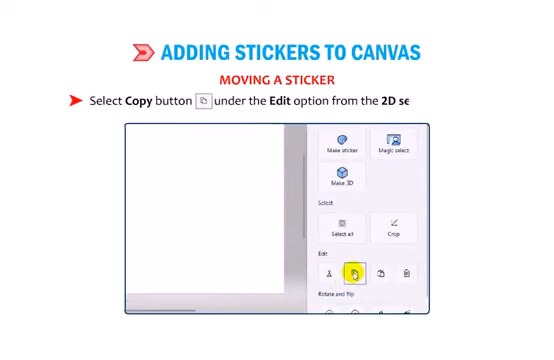 ADDING STICKERS TO CANVAS
MOVING A STICKER
Select Copy button under the Edit option from the 2D se
Make sticker
Magic select
Make 3D
Select
Select all
Crop
Edit
Rotate and flip